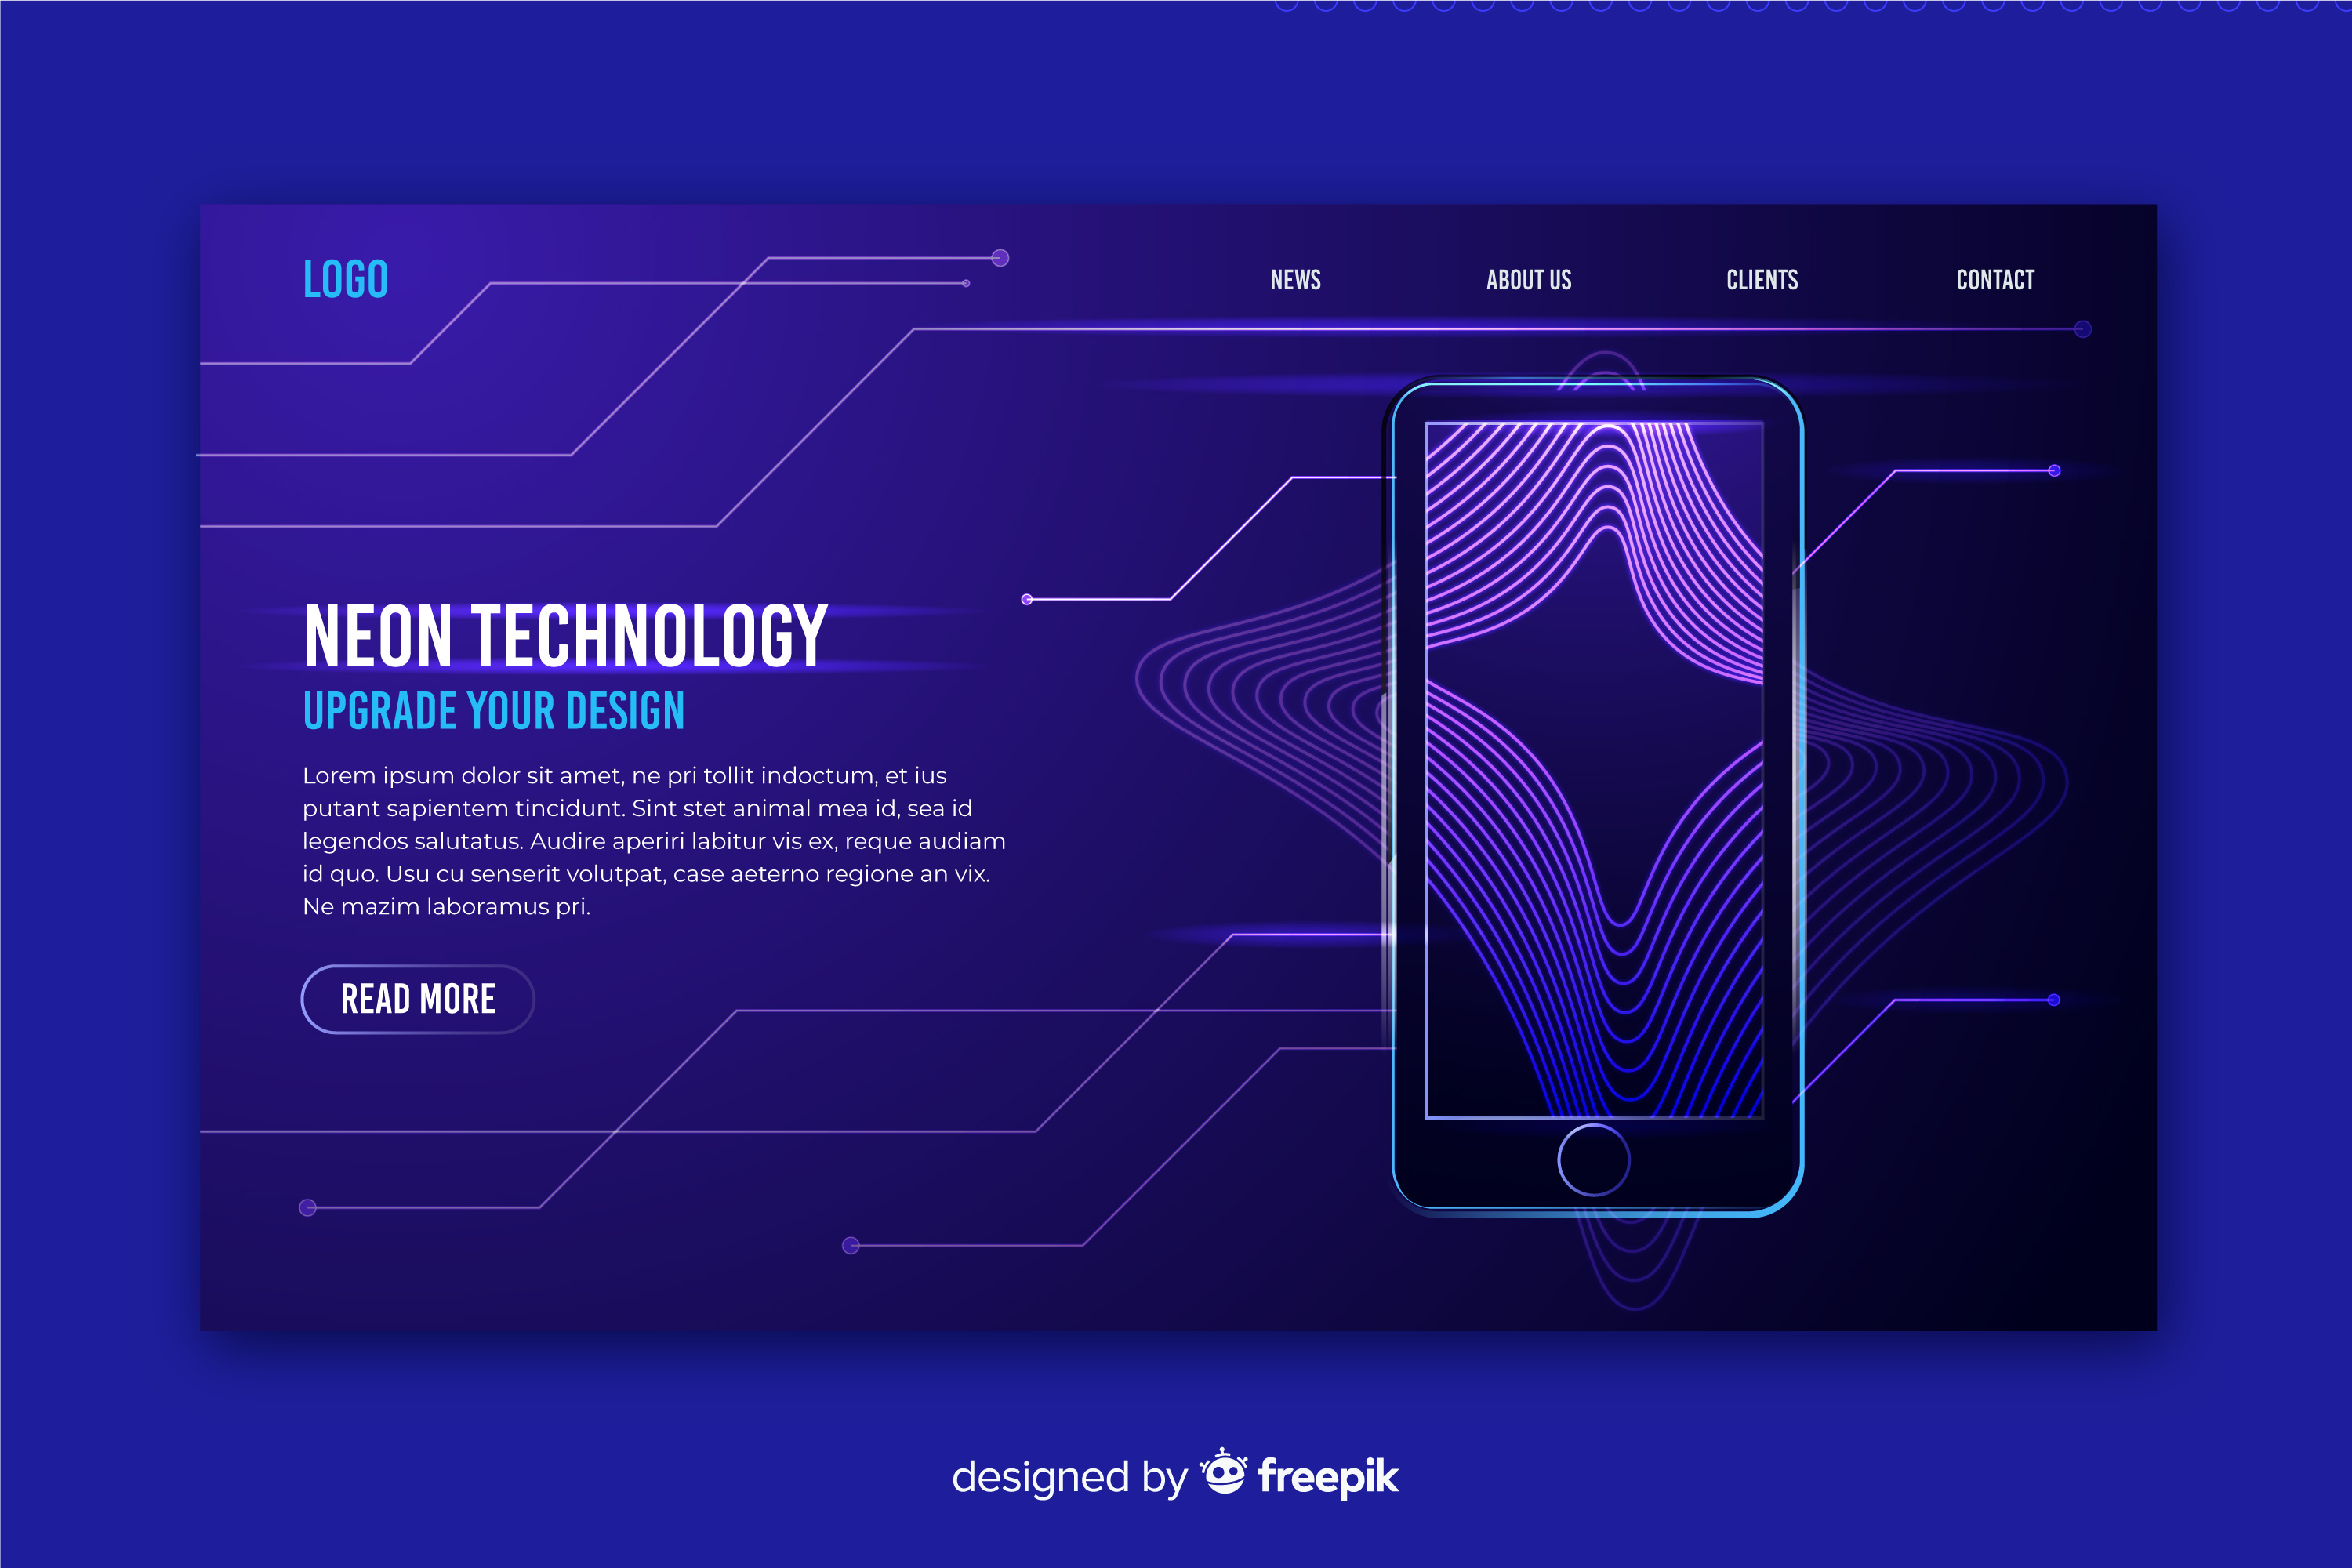 LOGO
NEWS ABOUT US CLIENTS CONTACT
NEON TECHNOLOGY
UPGRADE YOUR DESIGN
Lorem ipsum dolor sit amet, ne pri tollit indoctum, et ius
putant sapientem tincidunt. Sint stet animal mea id, sea id
legendos salutatus. Audire aperiri labitur vis ex, reque audiam
id quo. Usu cu senserit volutpat, case aeterno regione an vix.
Ne mazim laboramus pri.
READ MORE
designed by freepik